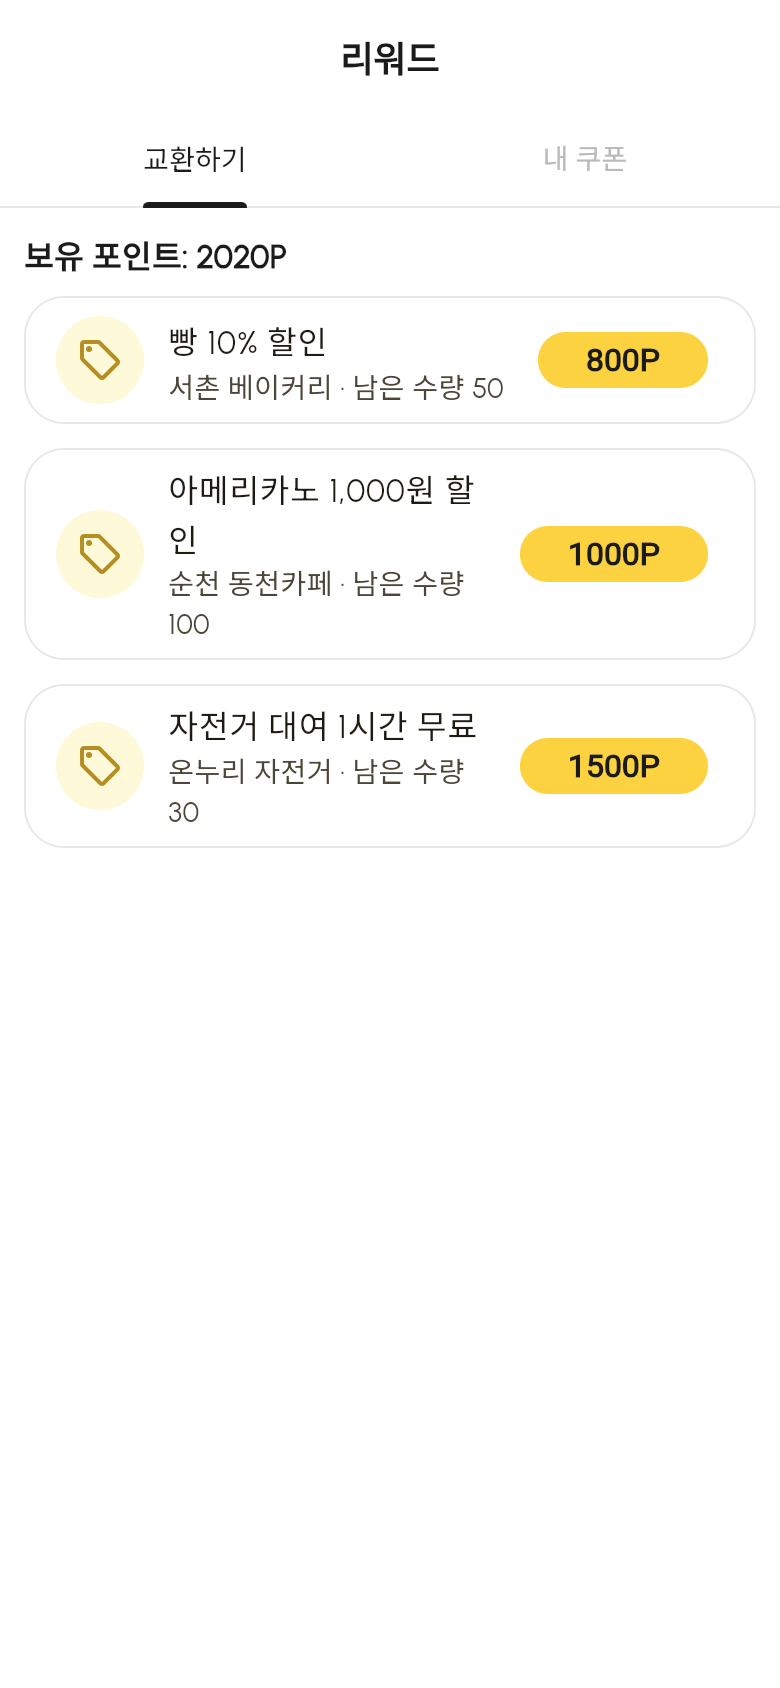 리워드
교환하기
내 쿠폰
보유 포인트: 2020P
빵 10% 할인
서촌 베이커리 · 남은 수량 50
800P
아메리카노 1,000원 할
인
순천 동천카페 · 남은 수량
100
1000P
자전거 대여 1시간 무료
온누리 자전거 · 남은 수량
30
1500P